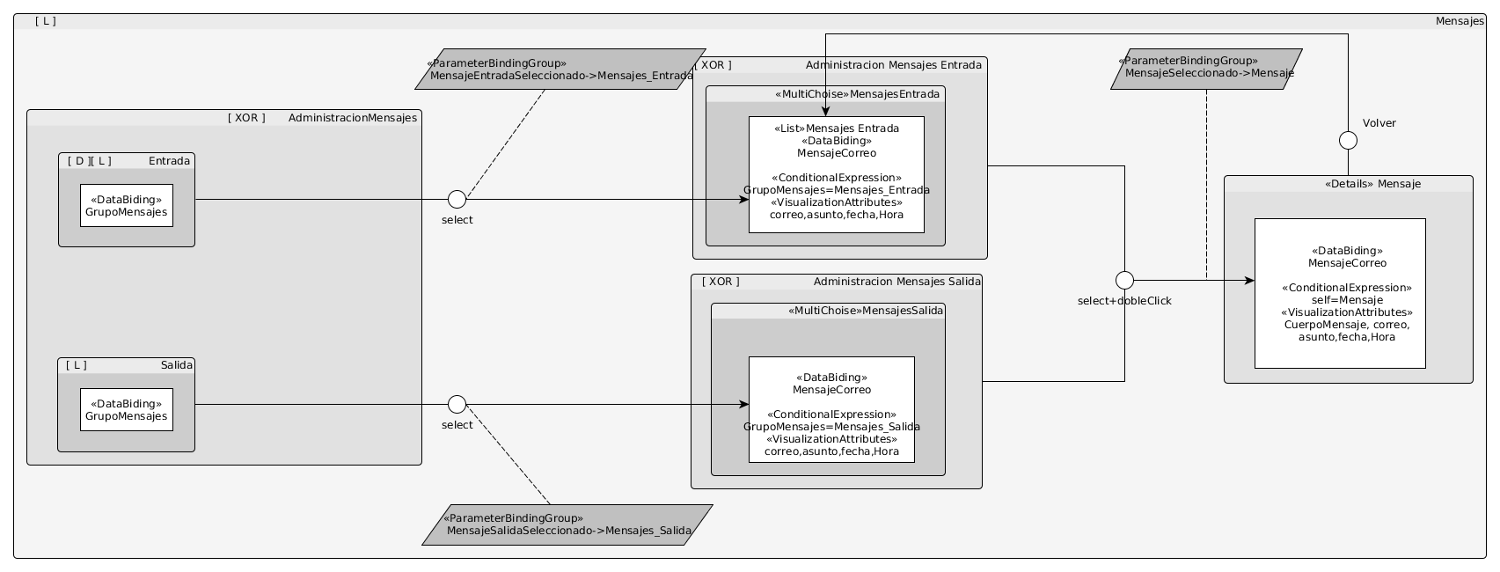 [ L ] Mensajes
«ParameterBindingGroup»
MensajeEntradaSeleccionado->Mensajes_Entrada
[ XOR ] Administracion Mensajes Entrada
«ParameterBindingGroup»
MensajeSeleccionado->Mensaje
«MultiChoise»MensajesEntrada
[ XOR ] AdministracionMensajes
Volver
«List»Mensajes Entrada
«DataBiding»
MensajeCorreo
«ConditionalExpression»
GrupoMensajes=Mensajes_Entrada
«VisualizationAttributes»
correo,asunto,fecha,Hora
[ D ][ L ] Entrada
«DataBiding»
GrupoMensajes
select
«Details» Mensaje
«DataBiding»
MensajeCorreo
«ConditionalExpression»
self=Mensaje
«VisualizationAttributes»
CuerpoMensaje, correo,
asunto,fecha,Hora
[ XOR ] Administracion Mensajes Salida
select+dobleClick
«MultiChoise»MensajesSalida
«DataBiding»
MensajeCorreo
«ConditionalExpression»
GrupoMensajes=Mensajes_Salida
«VisualizationAttributes»
correo,asunto,fecha,Hora
[ L ] Salida
«DataBiding»
GrupoMensajes
select
«ParameterBindingGroup»
MensajeSalidaSeleccionado->Mensajes_Salida